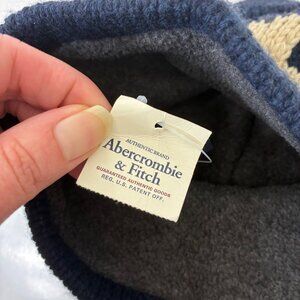 AUTHENTIC BRAND
Abercrombie
& Fitch
GUARANTEED AUTHENTIC GOODS
REG. U.S. PATENT OFF.